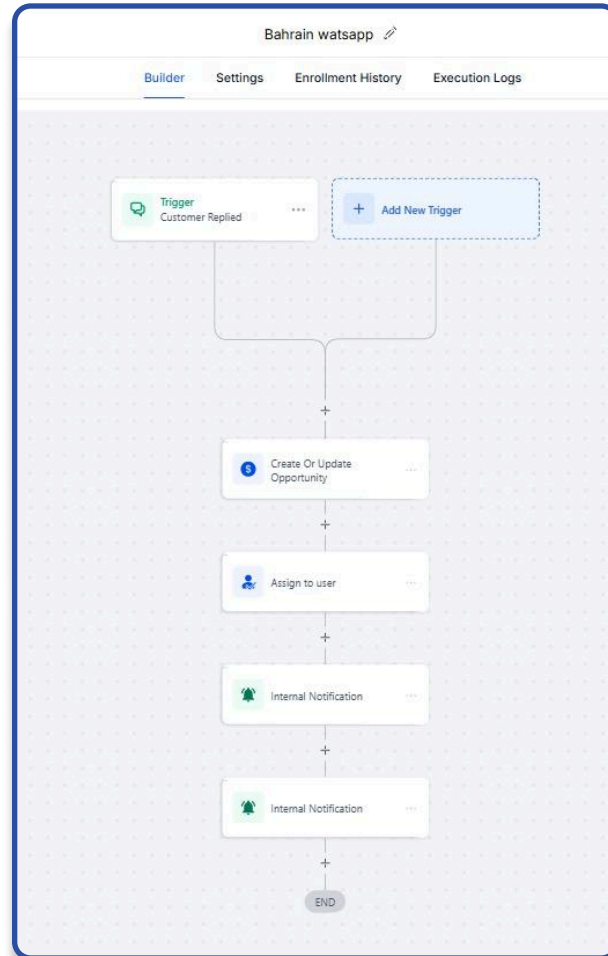 Bahrain watsapp
Builder Settings Enrollment History Execution Logs
Trigger
Customer Replied
Add New Trigger
Create Or Update
Opportunity
Assign to user
Internal Notification
Internal Notification
END